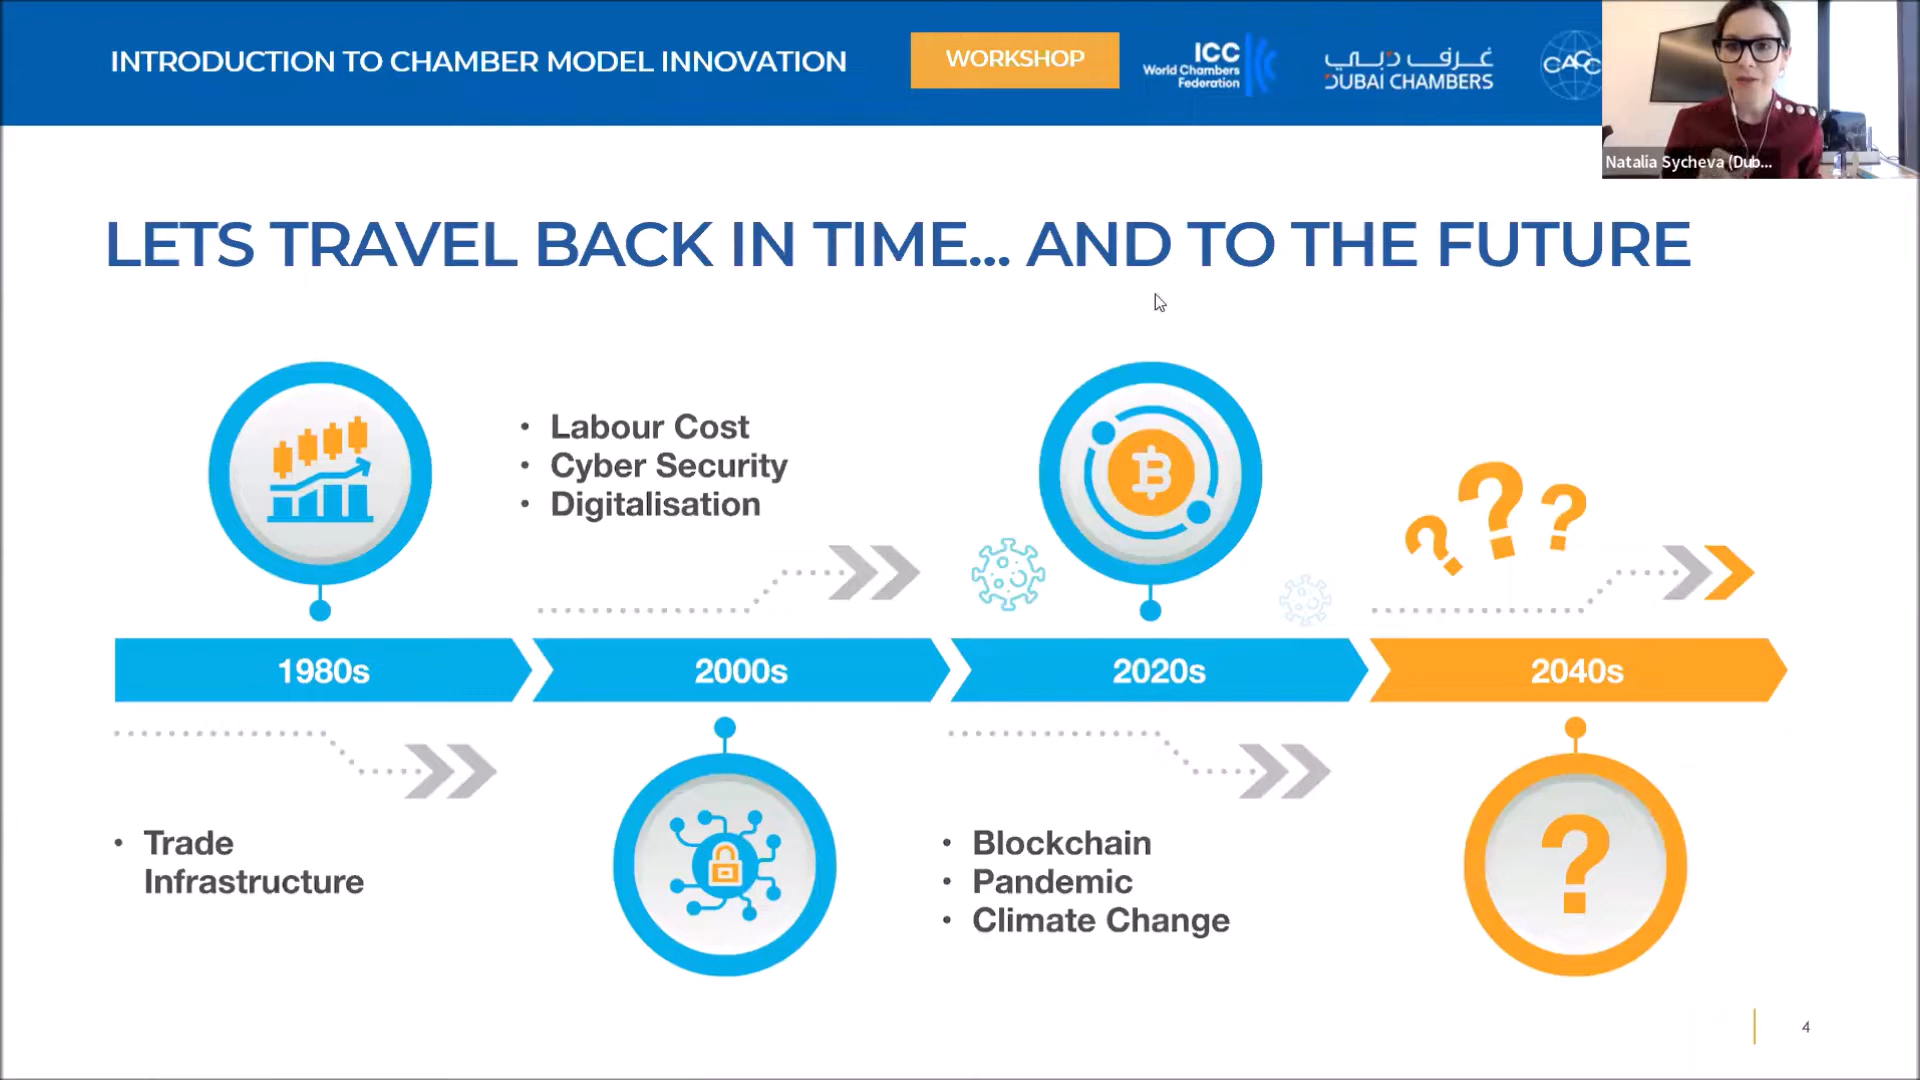 INTRODUCTION TO CHAMBER MODEL INNOVATION
WORKSHOP
ICC
World Chambers
Federation
غرف دبي
DUBAI CHAMBERS
CACC
Natalia Sycheva (Dub...
LETS TRAVEL BACK IN TIME... AND TO THE FUTURE
• Labour Cost
• Cyber Security
• Digitalisation
? ? ?
1980s
2000s
2020s
2040s
• Trade
Infrastructure
• Blockchain
• Pandemic
• Climate Change
?
4